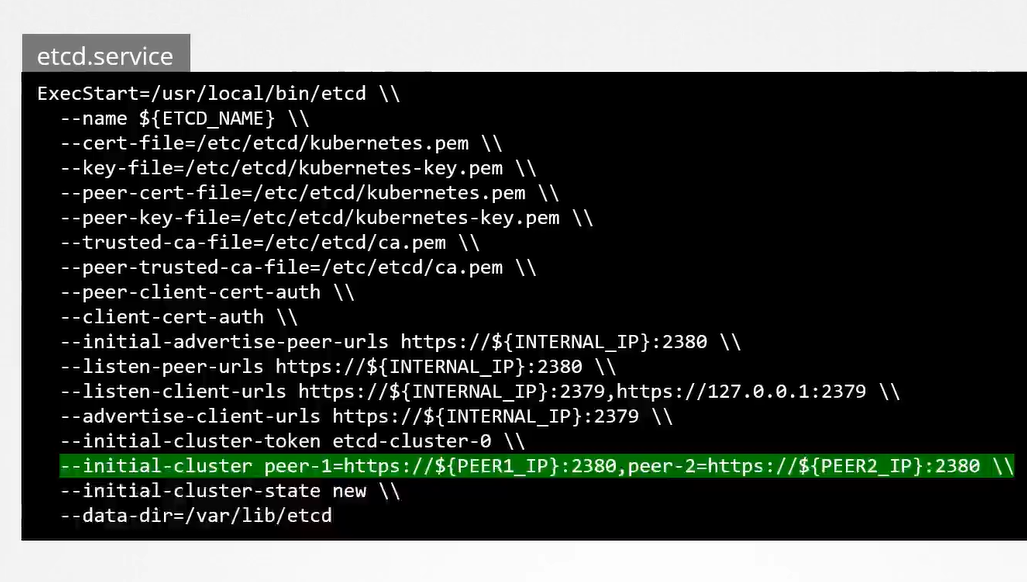 etcd.service
ExecStart=/usr/local/bin/etcd \\
--name ${ETCD_NAME} \\
--cert-file=/etc/etcd/kubernetes.pem \\
--key-file=/etc/etcd/kubernetes-key.pem \\
--peer-cert-file=/etc/etcd/kubernetes.pem \\
--peer-key-file=/etc/etcd/kubernetes-key.pem \\
--trusted-ca-file=/etc/etcd/ca.pem \\
--peer-trusted-ca-file=/etc/etcd/ca.pem \\
--peer-client-cert-auth \\
--client-cert-auth \\
--initial-advertise-peer-urls https://${INTERNAL_IP}:2380 \\
--listen-peer-urls https://${INTERNAL_IP}:2380 \\
--listen-client-urls https://${INTERNAL_IP}:2379,https://127.0.0.1:2379 \\
--advertise-client-urls https://${INTERNAL_IP}:2379 \\
--initial-cluster-token etcd-cluster-0 \\
--initial-cluster peer-1=https://${PEER1_IP}:2380,peer-2=https://${PEER2_IP}:2380 \\
--initial-cluster-state new \\
--data-dir=/var/lib/etcd